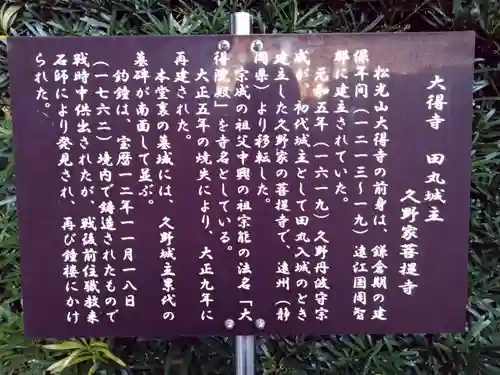 大得寺　田丸城主
久野家菩提寺
松光山大得寺の前身は、鎌倉期の建
保年間（一二一三～一九）遠江国周智
郡に建立されていた。
元和五年（一六一九）久野丹波守宗
成が、初代城主として田丸入城のとき
建立した久野家の菩提寺で、遠州（静
岡県）より移転した。
宗成の祖父中興の祖宗能の法名「大
得院殿」を寺名としている。
大正五年の焼失により、大正九年に
再建された。
本堂裏の墓域には、久野城主累代の
墓碑が南面して並ぶ。
釣鐘は、宝暦一二年一一月一八日
（一七六二）境内で鋳造されたもので
戦時中供出されたが、戦後前住職教来
石師により発見され、再び鐘楼にかけ
られた。